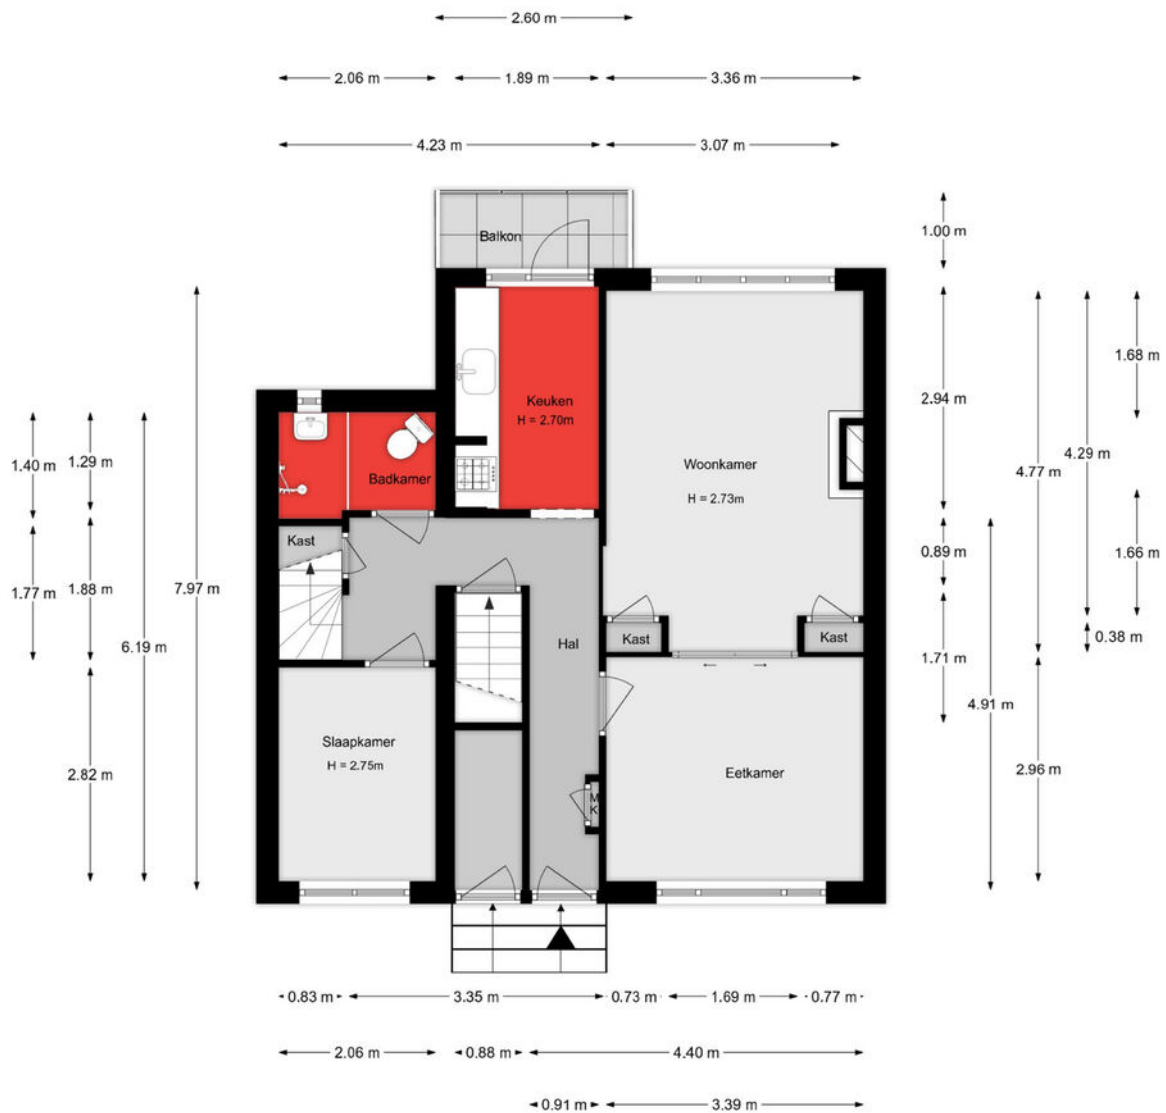 2.60 m
2.06 m
1.89 m
3.36 m
4.23 m
3.07 m
Balkon
1.00 m
1.68 m
Keuken
H = 2.70m
2.94 m
4.29 m
1.40 m
1.29 m
Badkamer
Woonkamer
H = 2.73m
4.77 m
Kast
0.89 m
1.66 m
1.77 m
1.88 m
7.97 m
6.19 m
Hal
Kast
Kast
0.38 m
1.71 m
4.91 m
Slaapkamer
H = 2.75m
2.82 m
Eetkamer
2.96 m
M
K
0.83 m
3.35 m
0.73 m
1.69 m
0.77 m
2.06 m
0.88 m
4.40 m
0.91 m
3.39 m